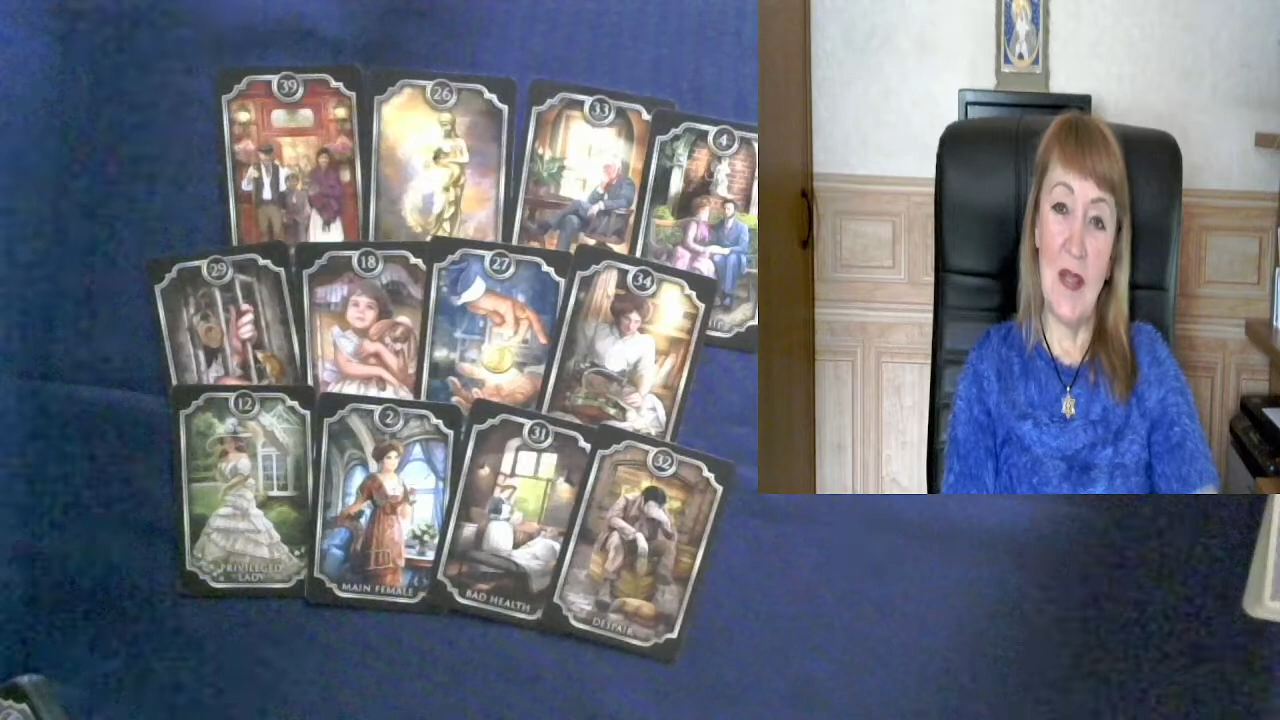 39
26
33
4
29
18
27
34
12
2
31
32
PRIVILEGED
LADY
MAIN FEMALE
BAD HEALTH
DESPAIR